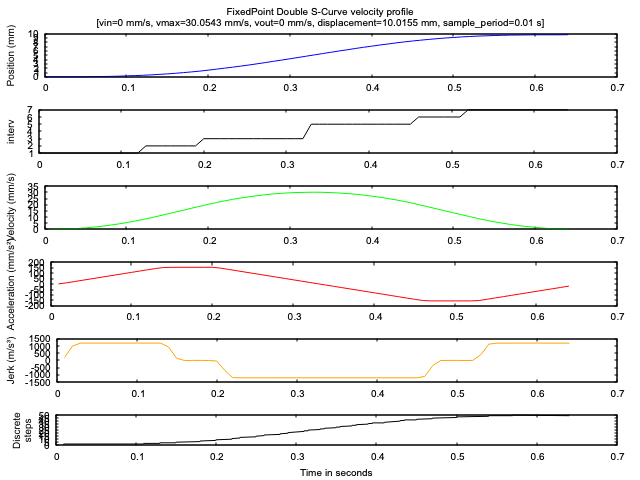 FixedPoint Double S-Curve velocity profile
[vin=0 mm/s, vmax=30.0543 mm/s, vout=0 mm/s, displacement=10.0155 mm, sample_period=0.01 s]
Position (mm)
10
8
6
4
2
0
0 0.1 0.2 0.3 0.4 0.5 0.6 0.7
interv
7
6
5
4
3
2
1
0 0.1 0.2 0.3 0.4 0.5 0.6 0.7
Velocity (mm/s)
35
30
25
20
15
10
5
0
0 0.1 0.2 0.3 0.4 0.5 0.6 0.7
Acceleration (mm/s²)
200
150
100
50
0
-50
-100
-150
-200
0 0.1 0.2 0.3 0.4 0.5 0.6 0.7
Jerk (m/s³)
1500
1000
500
0
-500
-1000
-1500
0 0.1 0.2 0.3 0.4 0.5 0.6 0.7
Discrete
steps
50
0
0 0.1 0.2 0.3 0.4 0.5 0.6 0.7
Time in seconds